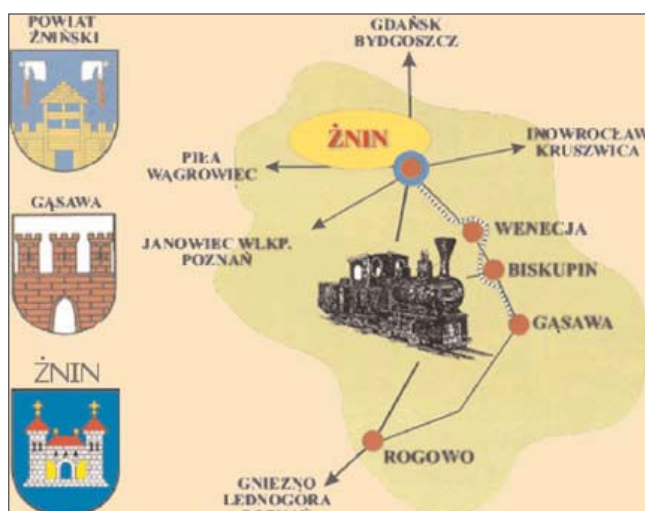 POWIAT
ŻNIŃSKI
GĄSAWA
ŻNIN
GDAŃSK
BYDGOSZCZ
ŻNIN
INOWROCŁAW
KRUSZWICA
PIŁA
WĄGROWIEC
JANOWIEC WLKP.
POZNAŃ
WENECJA
BISKUPIN
GĄSAWA
ROGOWO
GNIEZNO
LEDNOGÓRA